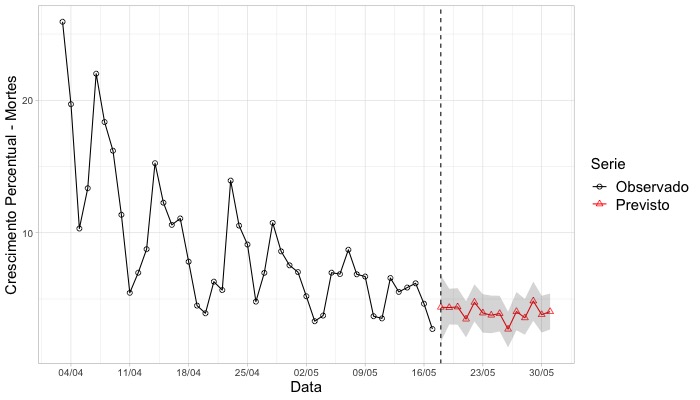 Crescimento Percentual - Mortes
20
10
04/04 11/04 18/04 25/04 02/05 09/05 16/05 23/05 30/05
Data
Serie
Observado
Previsto